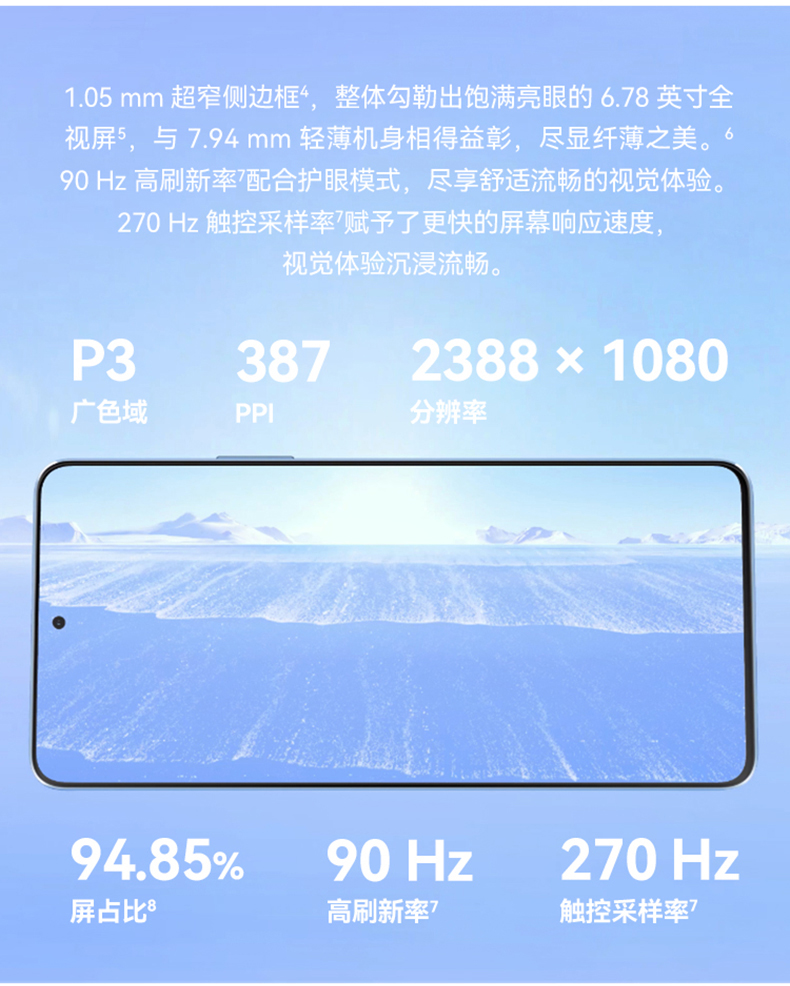 1.05 mm 超窄侧边框⁴，整体勾勒出饱满亮眼的 6.78 英寸全
视屏⁵，与 7.94 mm 轻薄机身相得益彰，尽显纤薄之美。⁶
90 Hz 高刷新率⁷配合护眼模式，尽享舒适流畅的视觉体验。
270 Hz 触控采样率⁷赋予了更快的屏幕响应速度，
视觉体验沉浸流畅。
P3 387 2388 × 1080
广色域 PPI 分辨率
94.85% 90 Hz 270 Hz
屏占比⁸ 高刷新率⁷ 触控采样率⁷